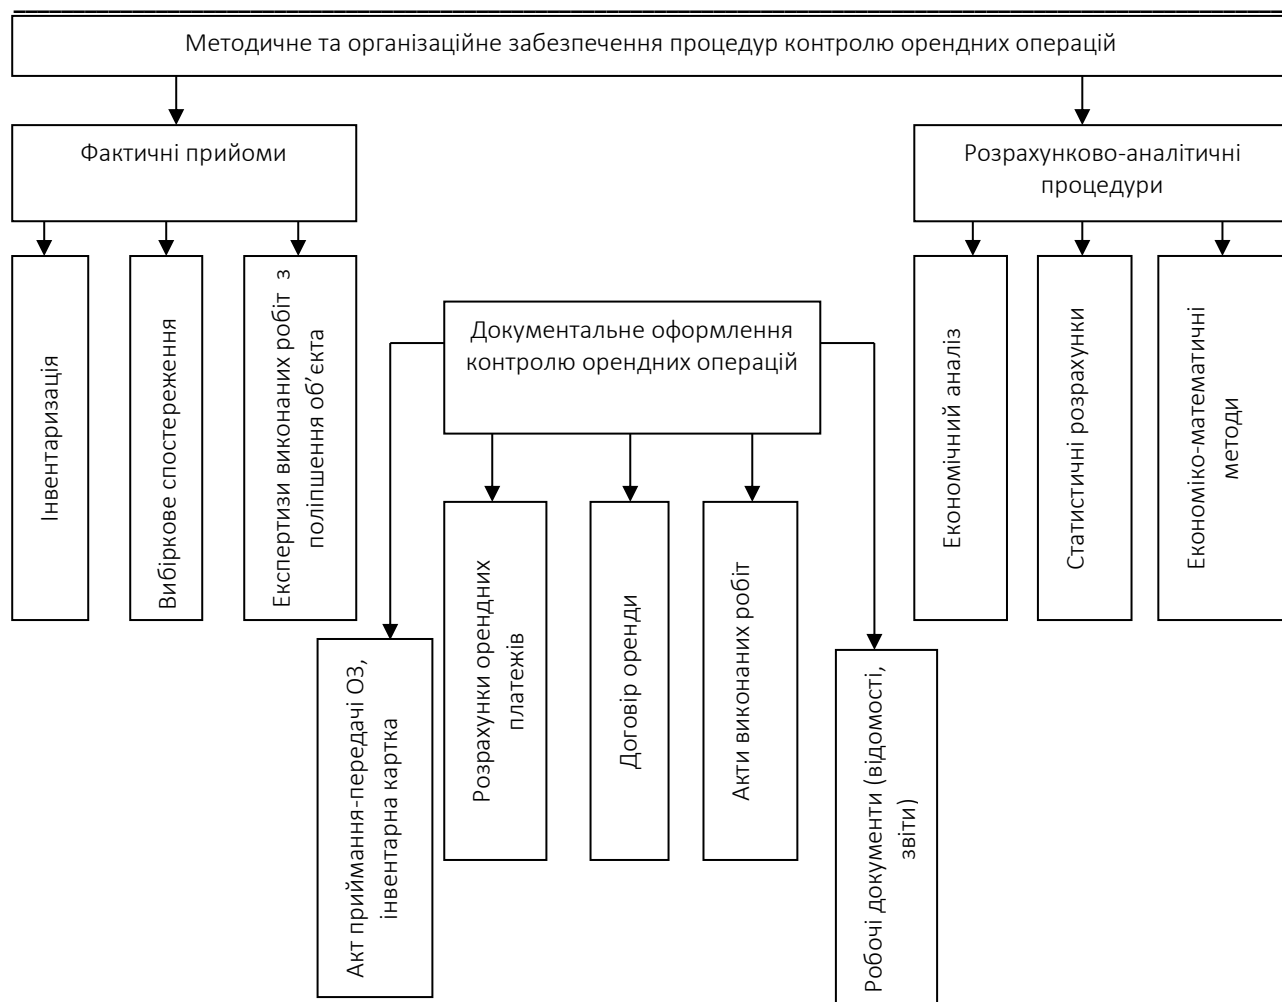 Методичне та організаційне забезпечення процедур контролю орендних операцій
Фактичні прийоми
Розрахунково-аналітичні
процедури
Інвентаризація
Вибіркове спостереження
Експертизи виконаних робіт з
поліпшення об’єкта
Документальне оформлення
контролю орендних операцій
Економічний аналіз
Статистичні розрахунки
Економіко-математичні
методи
Акт приймання-передачі ОЗ,
інвентарна картка
Розрахунки орендних
платежів
Договір оренди
Акти виконаних робіт
Робочі документи (відомості,
звіти)